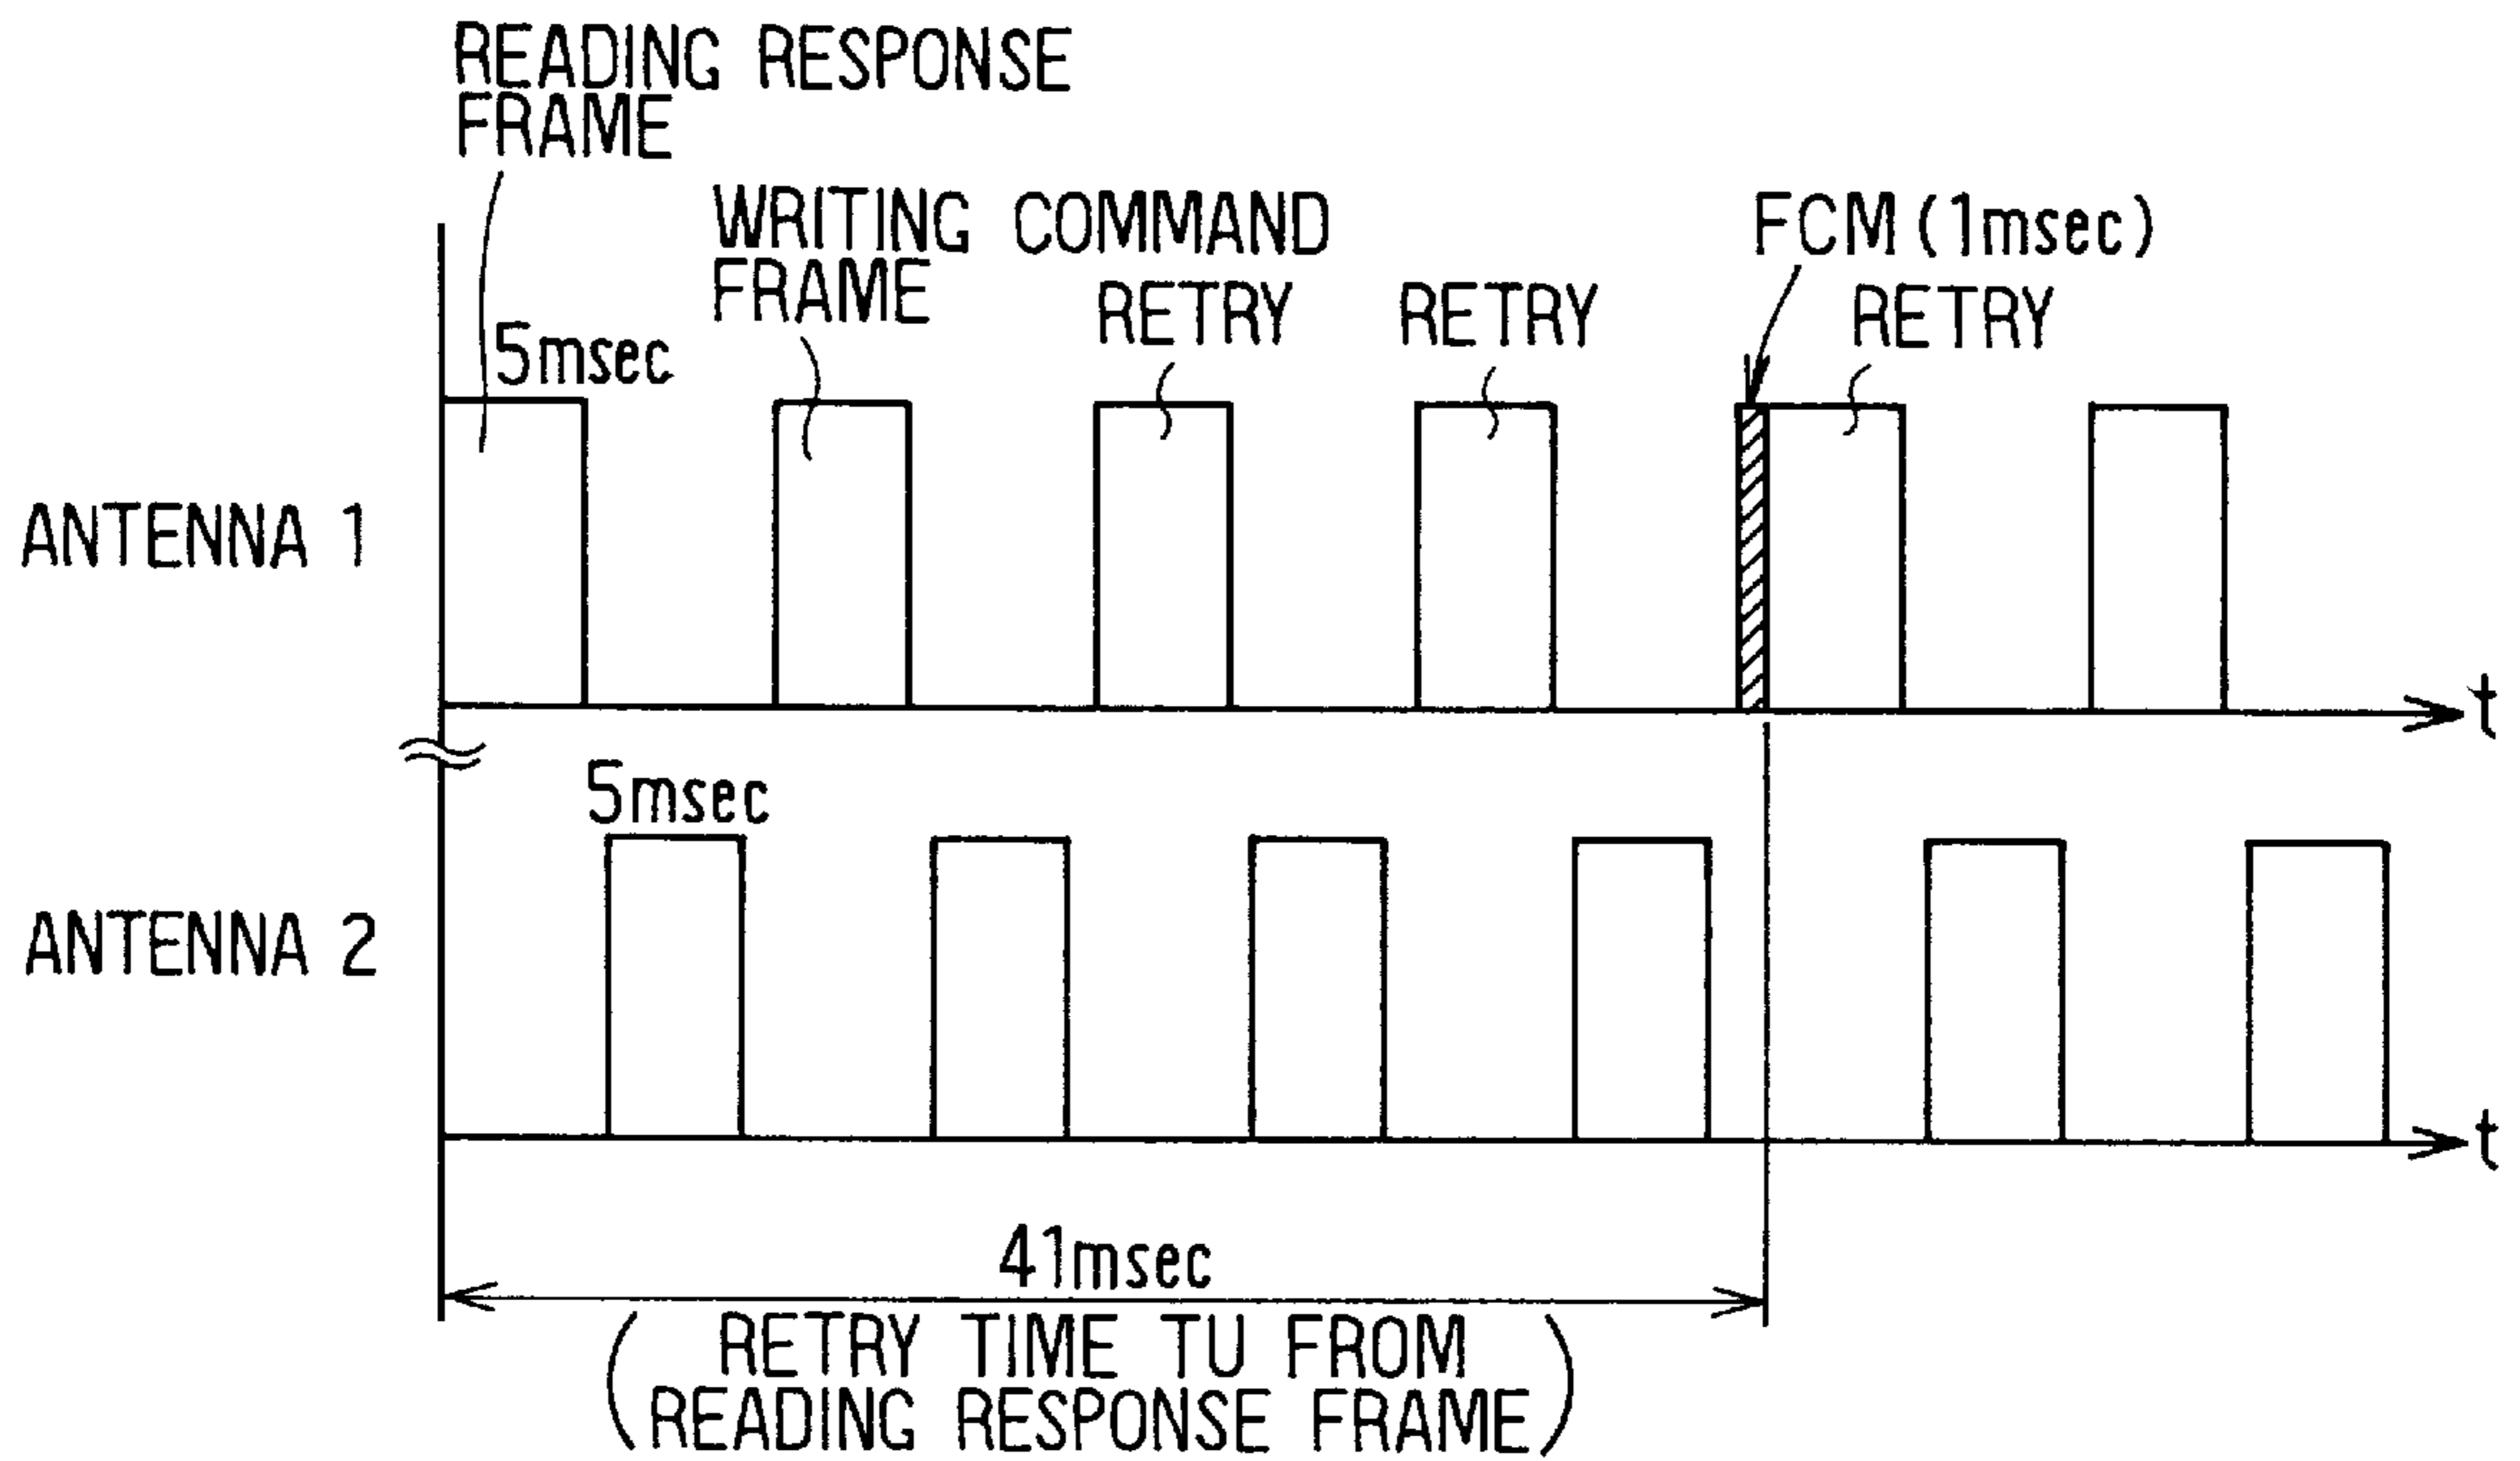 READING RESPONSE
FRAME
WRITING COMMAND
FRAME
FCM (1msec)
RETRY
RETRY
RETRY
5msec
ANTENNA 1
t
5msec
ANTENNA 2
t
41msec
(RETRY TIME TU FROM
READING RESPONSE FRAME)